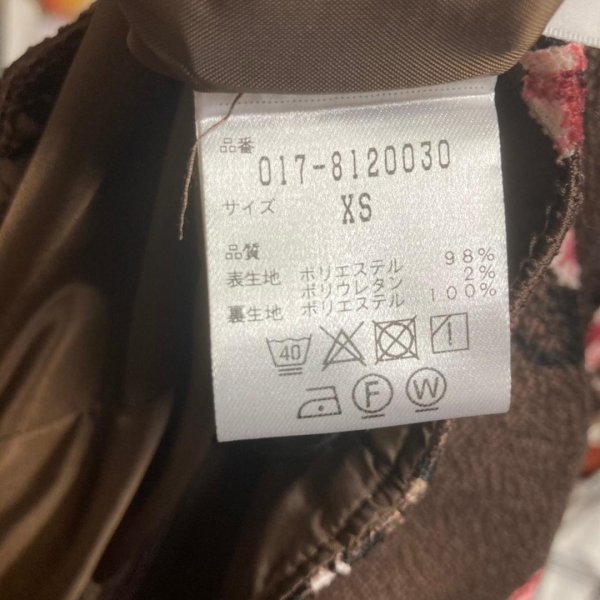 品番
017-8120030
サイズ XS
品質
表生地 ポリエステル 98%
ポリウレタン 2%
裏生地 ポリエステル 100%
40
F W